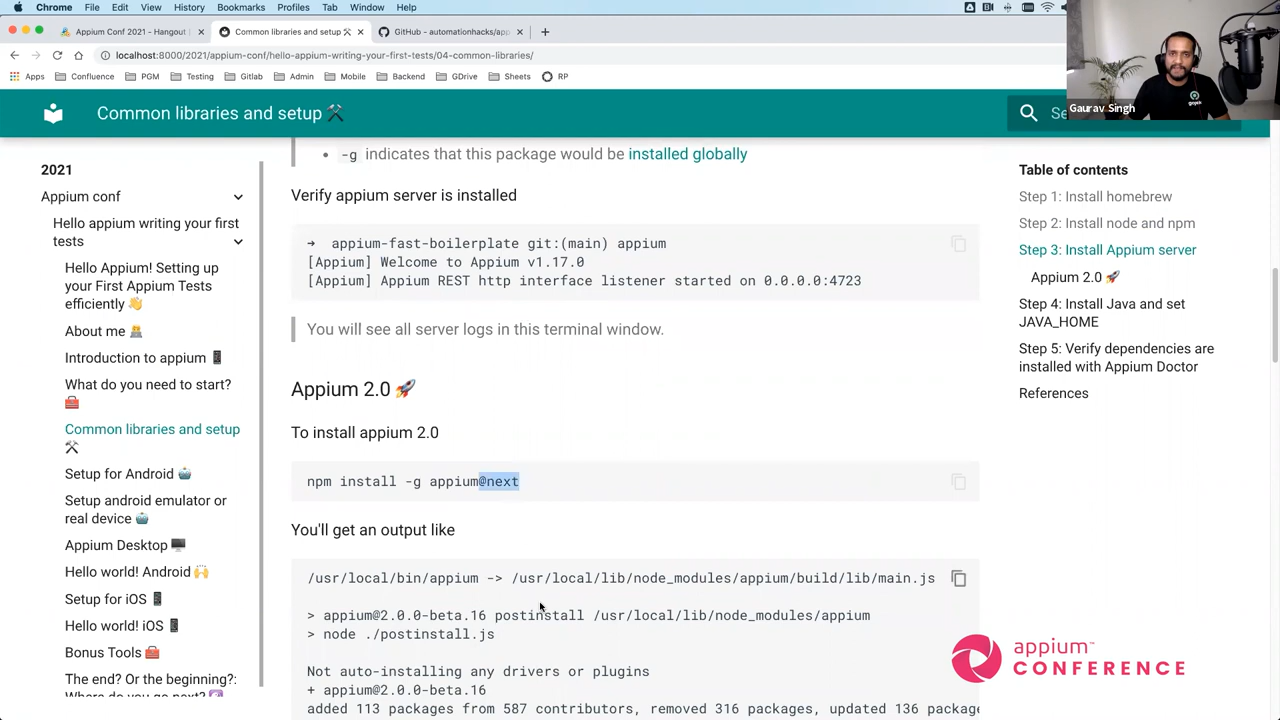 Chrome File Edit View History Bookmarks Profiles Tab Window Help
Appium Conf 2021 - Hangout
Common libraries and setup 🛠
GitHub - automationhacks/app
localhost:8000/2021/appium-conf/hello-appium-writing-your-first-tests/04-common-libraries/
Apps Confluence PGM Testing Gitlab Admin Mobile Backend GDrive Sheets RP
Gaurav Singh
Common libraries and setup 🛠
Se
2021
Appium conf
Hello appium writing your first
tests
Hello Appium! Setting up
your First Appium Tests
efficiently 👋
About me 👨‍💻
Introduction to appium 📱
What do you need to start?
🧰
Common libraries and setup
🛠
Setup for Android 🤖
Setup android emulator or
real device 🤖
Appium Desktop 🖥
Hello world! Android 🙌
Setup for iOS 📱
Hello world! iOS 📱
Bonus Tools 🧰
The end? Or the beginning?:
Where do you go next?
• -g indicates that this package would be installed globally
Verify appium server is installed
➜ appium-fast-boilerplate git:(main) appium
[Appium] Welcome to Appium v1.17.0
[Appium] Appium REST http interface listener started on 0.0.0.0:4723
You will see all server logs in this terminal window.
Appium 2.0 🚀
To install appium 2.0
npm install -g appium@next
You'll get an output like
/usr/local/bin/appium -> /usr/local/lib/node_modules/appium/build/lib/main.js
> appium@2.0.0-beta.16 postinstall /usr/local/lib/node_modules/appium
> node ./postinstall.js
Not auto-installing any drivers or plugins
+ appium@2.0.0-beta.16
added 113 packages from 587 contributors, removed 316 packages, updated 136 package
Table of contents
Step 1: Install homebrew
Step 2: Install node and npm
Step 3: Install Appium server
Appium 2.0 🚀
Step 4: Install Java and set
JAVA_HOME
Step 5: Verify dependencies are
installed with Appium Doctor
References
appium™
CONFERENCE